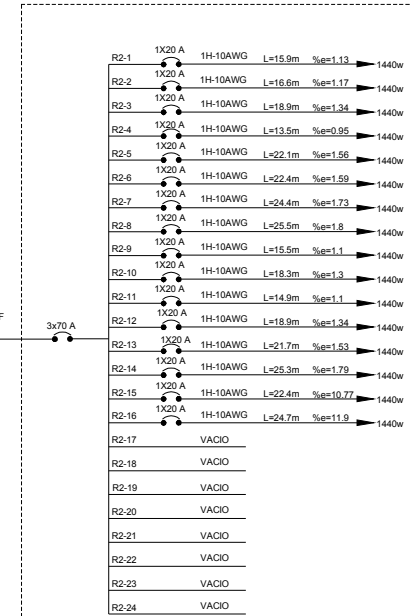 R2-1 1X20 A 1H-10AWG L=15.9m %e=1.13 1440w
R2-2 1X20 A 1H-10AWG L=16.6m %e=1.17 1440w
R2-3 1X20 A 1H-10AWG L=18.9m %e=1.34 1440w
R2-4 1X20 A 1H-10AWG L=13.5m %e=0.95 1440w
R2-5 1X20 A 1H-10AWG L=22.1m %e=1.56 1440w
R2-6 1X20 A 1H-10AWG L=22.4m %e=1.59 1440w
R2-7 1X20 A 1H-10AWG L=24.4m %e=1.73 1440w
R2-8 1X20 A 1H-10AWG L=25.5m %e=1.8 1440w
R2-9 1X20 A 1H-10AWG L=15.5m %e=1.1 1440w
R2-10 1X20 A 1H-10AWG L=18.3m %e=1.3 1440w
R2-11 1X20 A 1H-10AWG L=14.9m %e=1.1 1440w
F 3x70 A R2-12 1X20 A 1H-10AWG L=18.9m %e=1.34 1440w
R2-13 1X20 A 1H-10AWG L=21.7m %e=1.53 1440w
R2-14 1X20 A 1H-10AWG L=25.3m %e=1.79 1440w
R2-15 1X20 A 1H-10AWG L=22.4m %e=10.77 1440w
R2-16 1X20 A 1H-10AWG L=24.7m %e=11.9 1440w
R2-17 VACIO
R2-18 VACIO
R2-19 VACIO
R2-20 VACIO
R2-21 VACIO
R2-22 VACIO
R2-23 VACIO
R2-24 VACIO